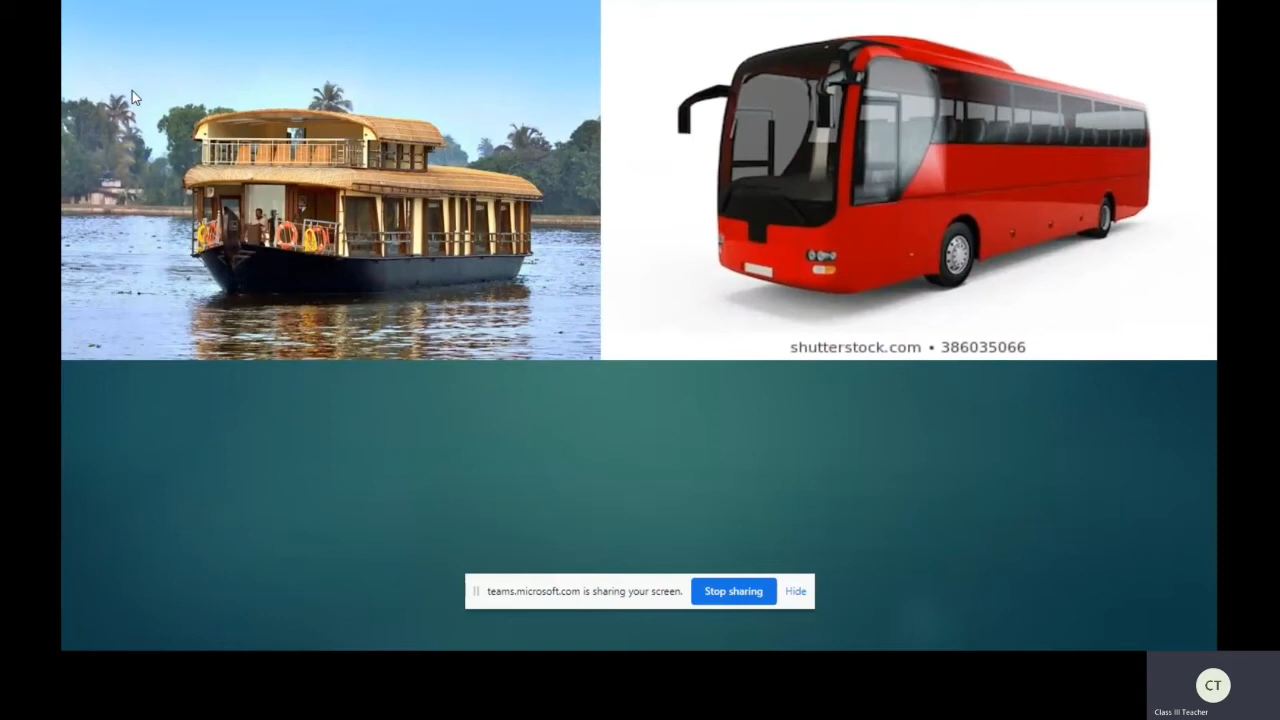 shutterstock.com • 386035066
teams.microsoft.com is sharing your screen.
Stop sharing
Hide
CT
Class III Teacher